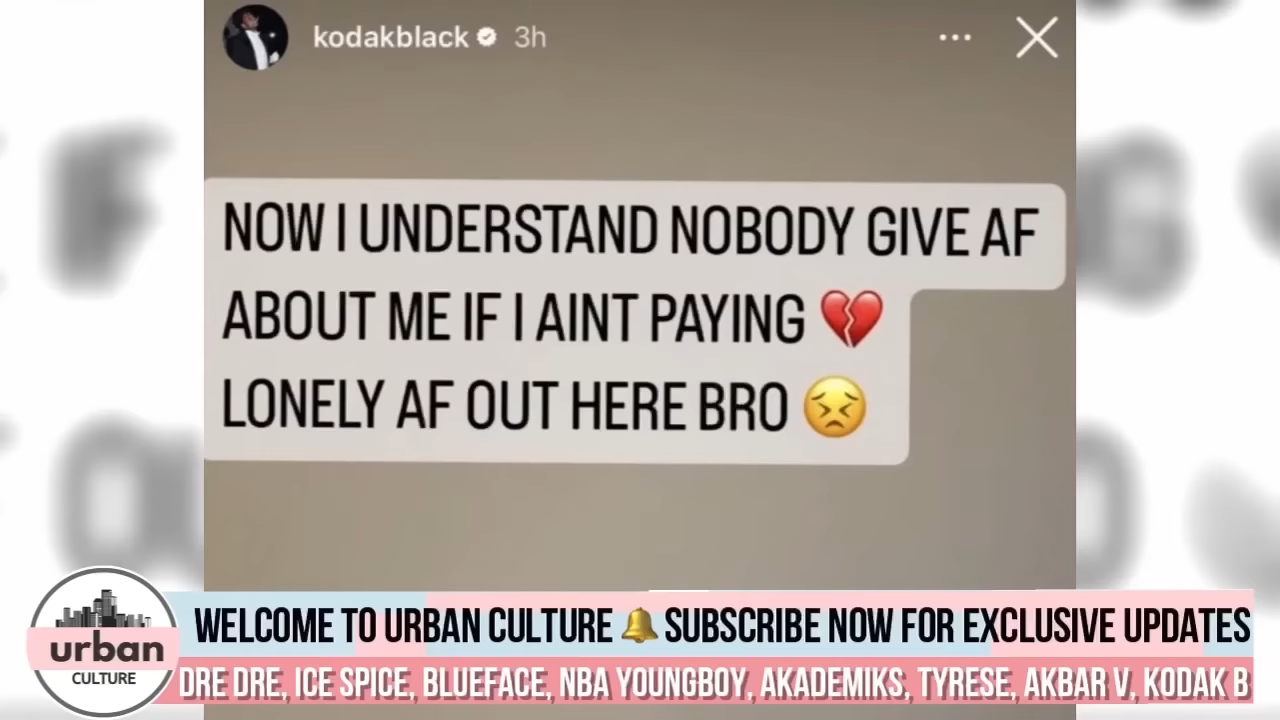 kodakblack 3h
NOW I UNDERSTAND NOBODY GIVE AF
ABOUT ME IF I AINT PAYING 💔
LONELY AF OUT HERE BRO 😣
WELCOME TO URBAN CULTURE 🔔 SUBSCRIBE NOW FOR EXCLUSIVE UPDATES
urban
CULTURE
DRE DRE, ICE SPICE, BLUEFACE, NBA YOUNGBOY, AKADEMIKS, TYRESE, AKBAR V, KODAK B